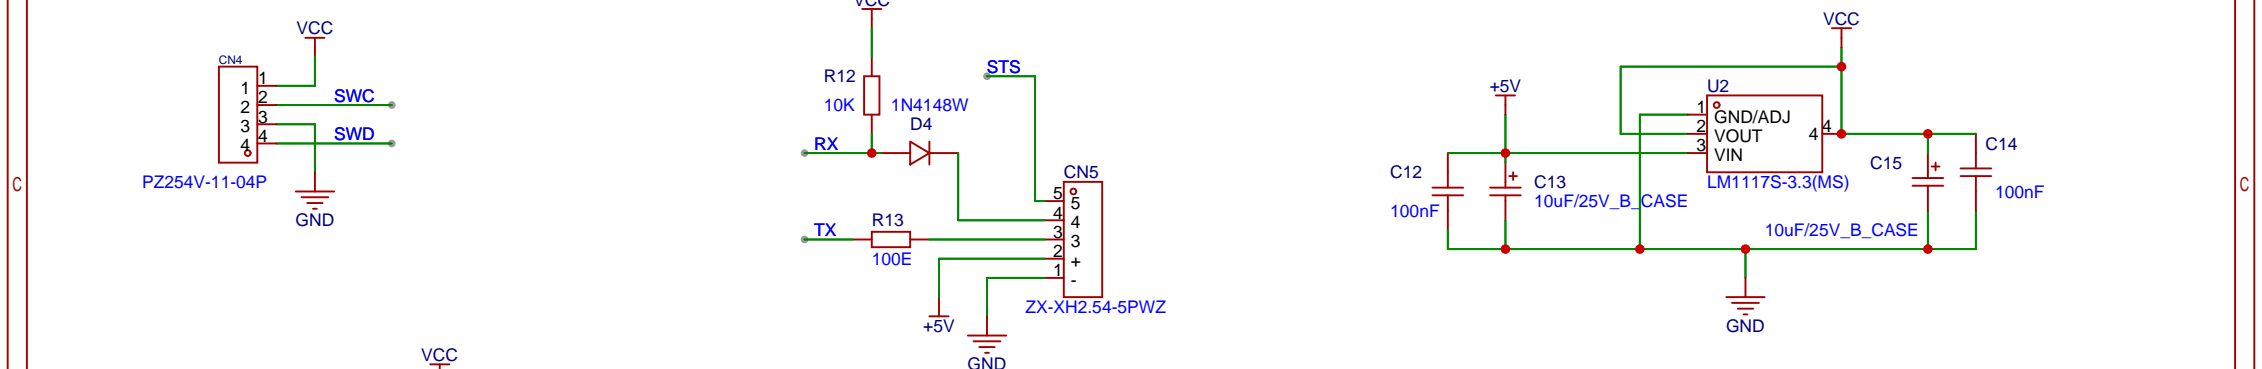 VCC
CN4
1
2
3
4
1
2
3
4
SWC
SWD
PZ254V-11-04P
GND
VCC
VCC
R12
10K
1N4148W
D4
STS
RX
TX
R13
100E
CN5
5
4
3
2
1
5
4
3
+
-
+5V
GND
ZX-XH2.54-5PWZ
VCC
+5V
U2
1
2
3
GND/ADJ
VOUT
VIN
4
4
LM1117S-3.3(MS)
C12
100nF
+
C13
10uF/25V_B_CASE
C15
+
10uF/25V_B_CASE
C14
100nF
GND
C
C